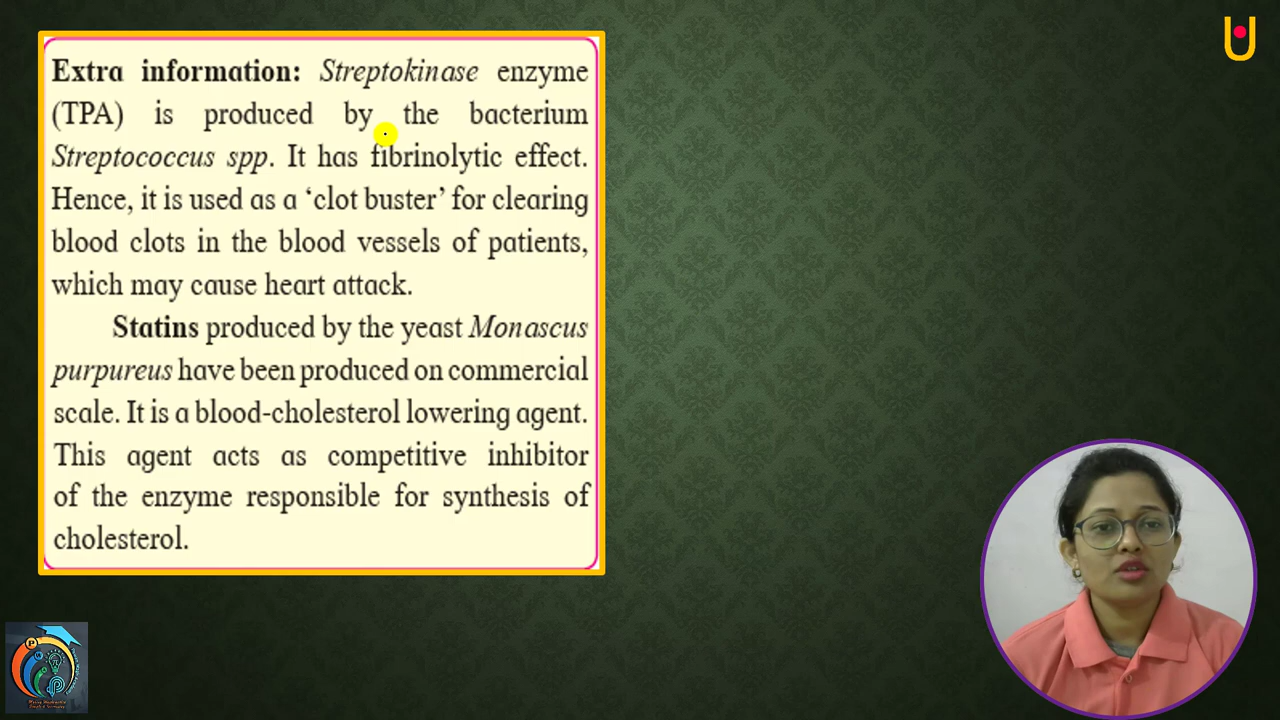 Extra information: Streptokinase enzyme
(TPA) is produced by the bacterium
Streptococcus spp. It has fibrinolytic effect.
Hence, it is used as a ‘clot buster’ for clearing
blood clots in the blood vessels of patients,
which may cause heart attack.
Statins produced by the yeast Monascus
purpureus have been produced on commercial
scale. It is a blood-cholesterol lowering agent.
This agent acts as competitive inhibitor
of the enzyme responsible for synthesis of
cholesterol.